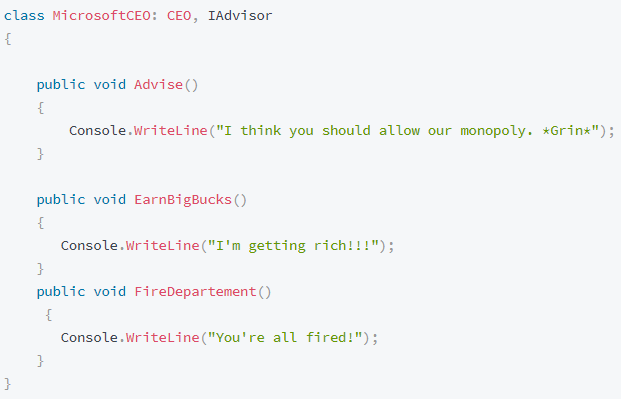 class MicrosoftCEO: CEO, IAdvisor
{
public void Advise()
{
Console.WriteLine("I think you should allow our monopoly. *Grin*");
}
public void EarnBigBucks()
{
Console.WriteLine("I'm getting rich!!!");
}
public void FireDepartement()
{
Console.WriteLine("You're all fired!");
}
}